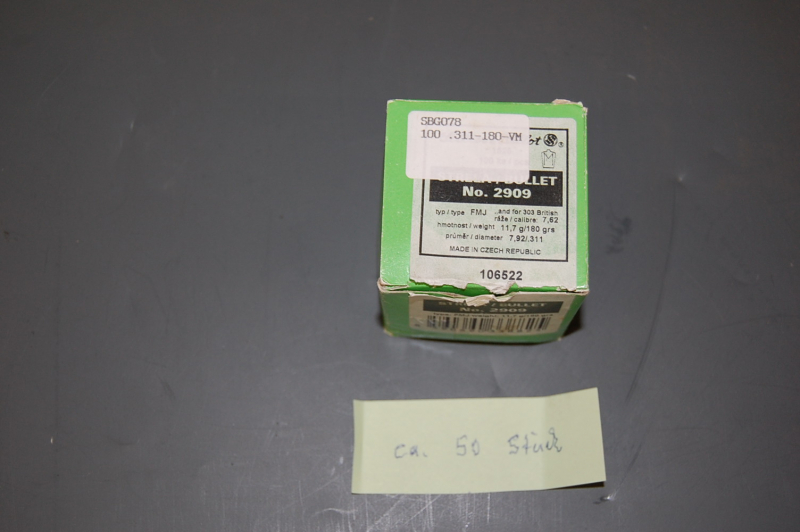 SBG078
100 .311-180-VM
No. 2909
typ / type FMJ ..and for 303 British
ráže / calibre: 7,62
hmotnost / weight 11,7 g/180 grs
průměr / diameter 7,92/.311
MADE IN CZECH REPUBLIC
106522
No. 2909
ca. 50 Stück